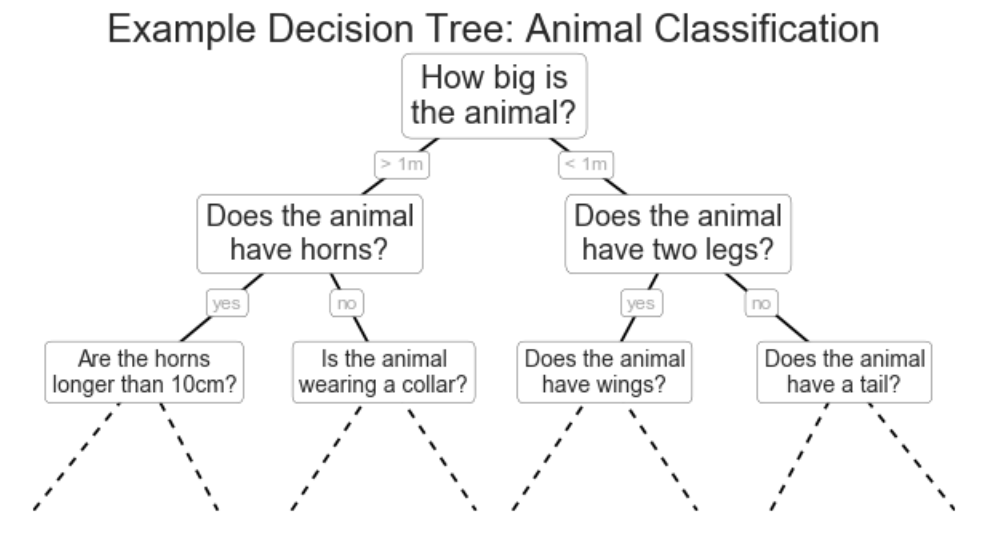 Example Decision Tree: Animal Classification
How big is
the animal?
> 1m
< 1m
Does the animal
have horns?
Does the animal
have two legs?
yes
no
yes
no
Are the horns
longer than 10cm?
Is the animal
wearing a collar?
Does the animal
have wings?
Does the animal
have a tail?